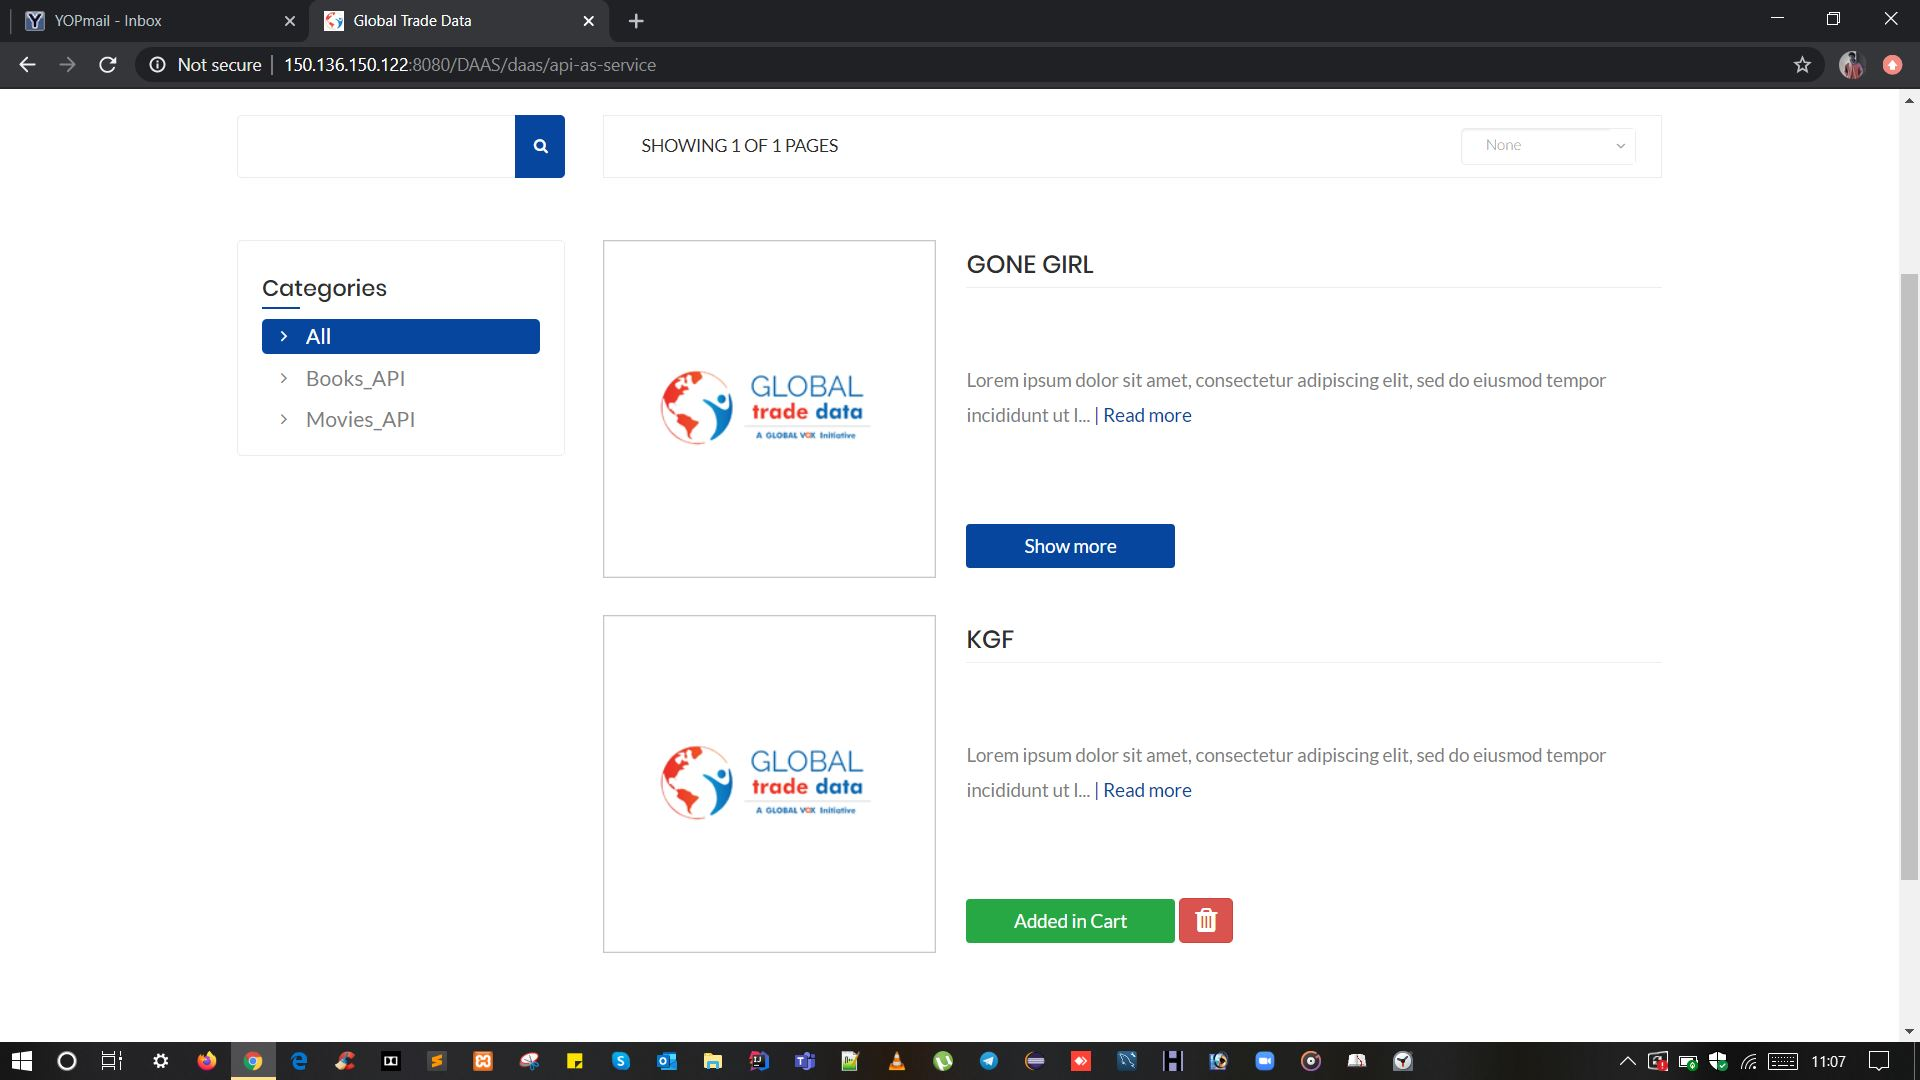 YOPmail - Inbox
Global Trade Data
Not secure
150.136.150.122:8080/DAAS/daas/api-as-service
SHOWING 1 OF 1 PAGES
None
Categories
All
Books_API
Movies_API
GLOBAL
trade data
A GLOBAL VOX Initiative
GONE GIRL
Lorem ipsum dolor sit amet, consectetur adipiscing elit, sed do eiusmod tempor
incididunt ut l... | Read more
Show more
GLOBAL
trade data
A GLOBAL VOX Initiative
KGF
Lorem ipsum dolor sit amet, consectetur adipiscing elit, sed do eiusmod tempor
incididunt ut l... | Read more
Added in Cart
11:07